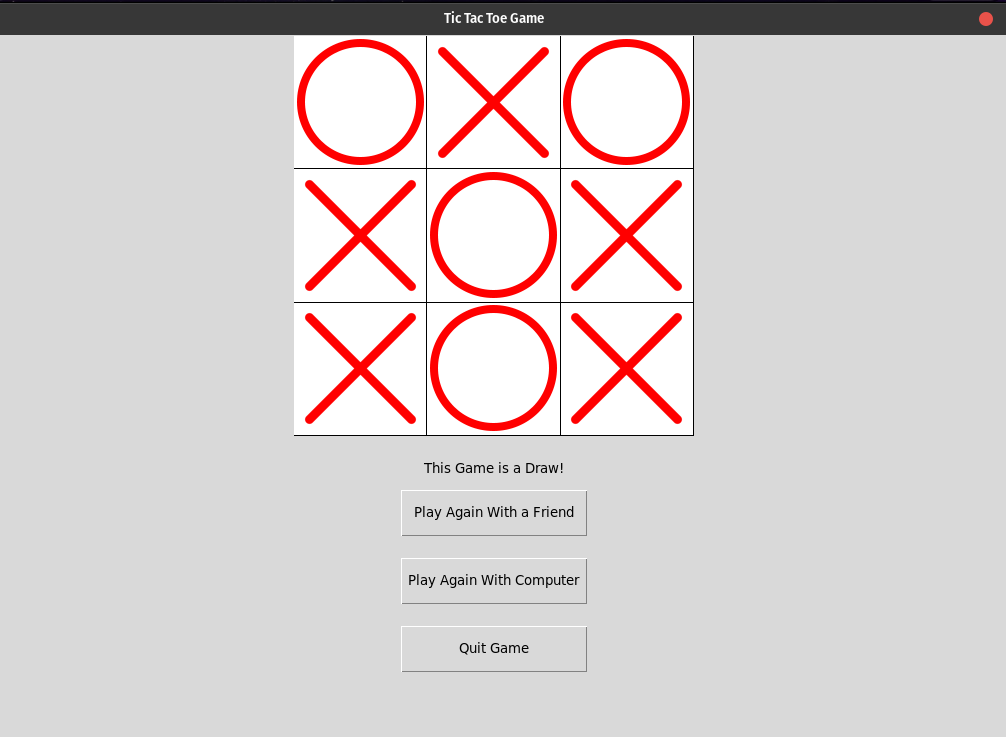 Tic Tac Toe Game
This Game is a Draw!
Play Again With a Friend
Play Again With Computer
Quit Game